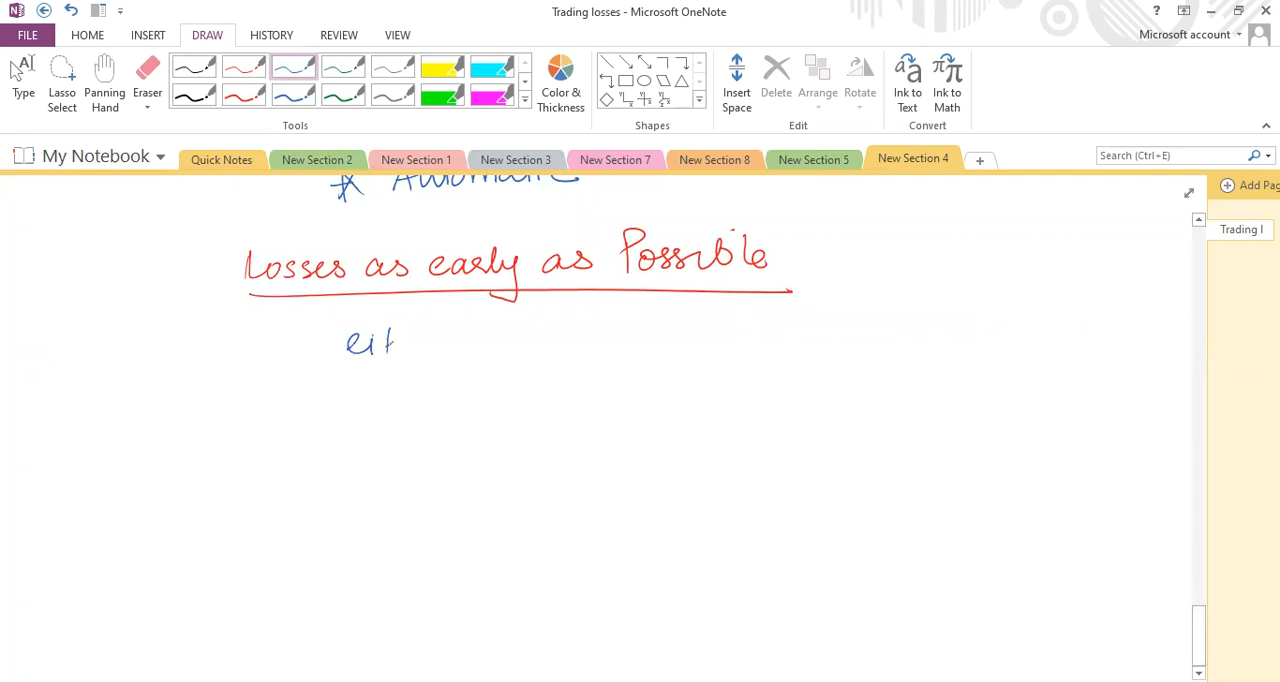 Trading losses - Microsoft OneNote
?
Microsoft account
FILE HOME INSERT DRAW HISTORY REVIEW VIEW
Type
Lasso Select
Panning Hand
Eraser
Color & Thickness
Insert Space
Delete
Arrange
Rotate
Ink to Text
Ink to Math
Tools Shapes Edit Convert
My Notebook Quick Notes New Section 2 New Section 1 New Section 3 New Section 7 New Section 8 New Section 5 New Section 4 Search (Ctrl+E)
Add Pag
Trading l
* Automatic
Losses as early as Possible
eit